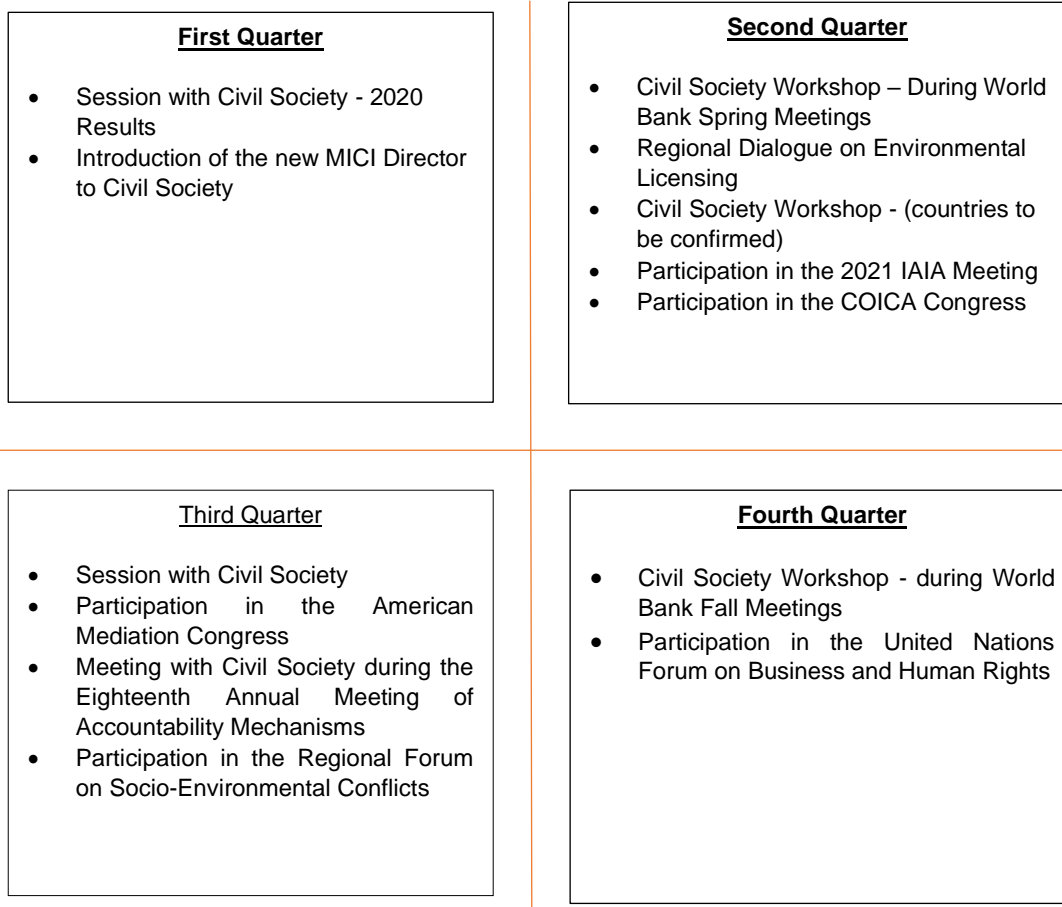 First Quarter
• Session with Civil Society - 2020
Results
• Introduction of the new MICI Director
to Civil Society
Second Quarter
• Civil Society Workshop – During World
Bank Spring Meetings
• Regional Dialogue on Environmental
Licensing
• Civil Society Workshop - (countries to
be confirmed)
• Participation in the 2021 IAIA Meeting
• Participation in the COICA Congress
Third Quarter
• Session with Civil Society
• Participation in the American
Mediation Congress
• Meeting with Civil Society during the
Eighteenth Annual Meeting of
Accountability Mechanisms
• Participation in the Regional Forum
on Socio-Environmental Conflicts
Fourth Quarter
• Civil Society Workshop - during World
Bank Fall Meetings
• Participation in the United Nations
Forum on Business and Human Rights